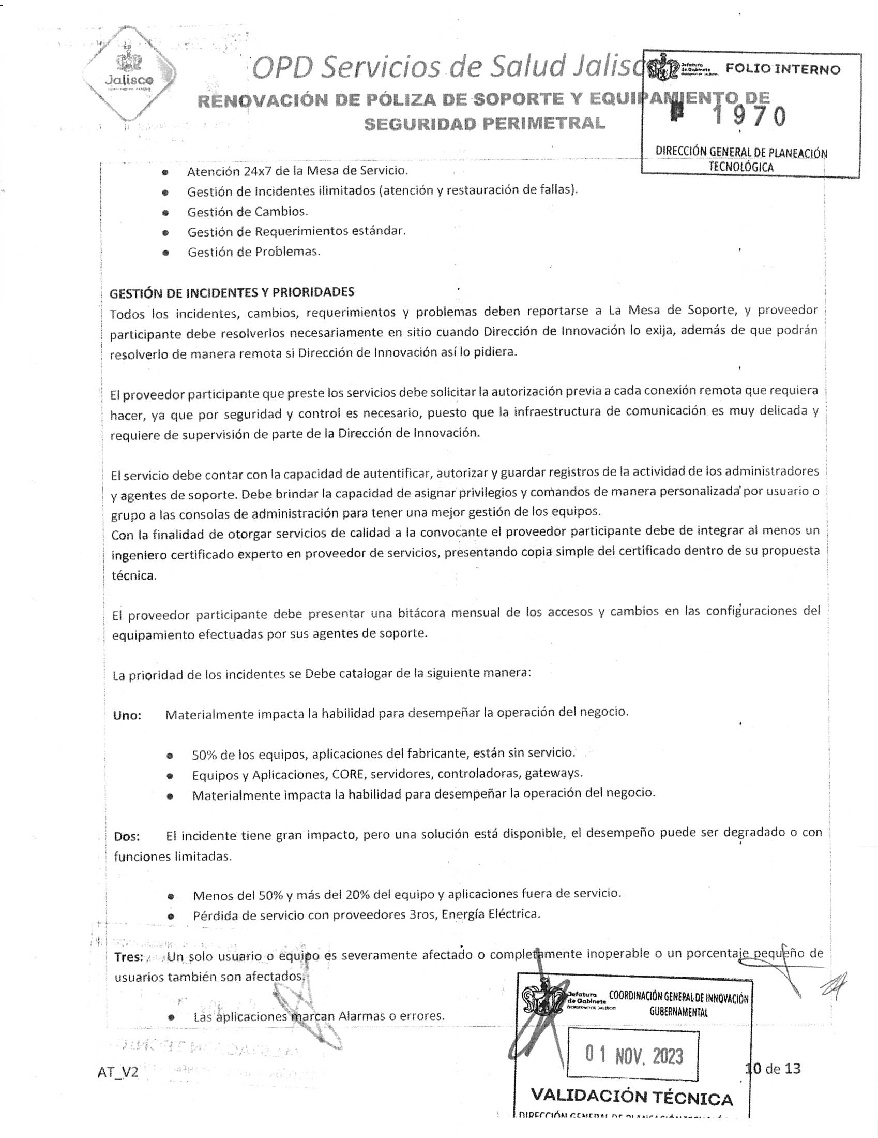 Jalisco
OPD Servicios de Salud Jalisc
RENOVACIÓN DE PÓLIZA DE SOPORTE Y EQUIPAMIENTO DE
SEGURIDAD PERIMETRAL
Jefatura
de Gabinete
FOLIO INTERNO
1970
DIRECCIÓN GENERAL DE PLANEACIÓN
TECNOLÓGICA
• Atención 24x7 de la Mesa de Servicio.
• Gestión de Incidentes ilimitados (atención y restauración de fallas).
• Gestión de Cambios.
• Gestión de Requerimientos estándar.
• Gestión de Problemas.
GESTIÓN DE INCIDENTES Y PRIORIDADES
Todos los incidentes, cambios, requerimientos y problemas deben reportarse a La Mesa de Soporte, y proveedor
participante debe resolverlos necesariamente en sitio cuando Dirección de Innovación lo exija, además de que podrán
resolverlo de manera remota si Dirección de Innovación así lo pidiera.
El proveedor participante que preste los servicios debe solicitar la autorización previa a cada conexión remota que requiera
hacer, ya que por seguridad y control es necesario, puesto que la infraestructura de comunicación es muy delicada y
requiere de supervisión de parte de la Dirección de Innovación.
El servicio debe contar con la capacidad de autentificar, autorizar y guardar registros de la actividad de los administradores
y agentes de soporte. Debe brindar la capacidad de asignar privilegios y comandos de manera personalizada por usuario o
grupo a las consolas de administración para tener una mejor gestión de los equipos.
Con la finalidad de otorgar servicios de calidad a la convocante el proveedor participante debe de integrar al menos un
ingeniero certificado experto en proveedor de servicios, presentando copia simple del certificado dentro de su propuesta
técnica.
El proveedor participante debe presentar una bitácora mensual de los accesos y cambios en las configuraciones del
equipamiento efectuadas por sus agentes de soporte.
La prioridad de los incidentes se Debe catalogar de la siguiente manera:
Uno: Materialmente impacta la habilidad para desempeñar la operación del negocio.
• 50% de los equipos, aplicaciones del fabricante, están sin servicio.
• Equipos y Aplicaciones, CORE, servidores, controladoras, gateways.
• Materialmente impacta la habilidad para desempeñar la operación del negocio.
Dos: El incidente tiene gran impacto, pero una solución está disponible, el desempeño puede ser degradado o con
funciones limitadas.
• Menos del 50% y más del 20% del equipo y aplicaciones fuera de servicio.
• Pérdida de servicio con proveedores 3ros, Energía Eléctrica.
Tres: Un solo usuario o equipo es severamente afectado o completamente inoperable o un porcentaje pequeño de
usuarios también son afectados.
• Las aplicaciones marcan Alarmas o errores.
Jefatura
de Gabinete
COORDINACIÓN GENERAL DE INNOVACIÓN
GUBERNAMENTAL
01 NOV. 2023
VALIDACIÓN TÉCNICA
AT_V2
10 de 13